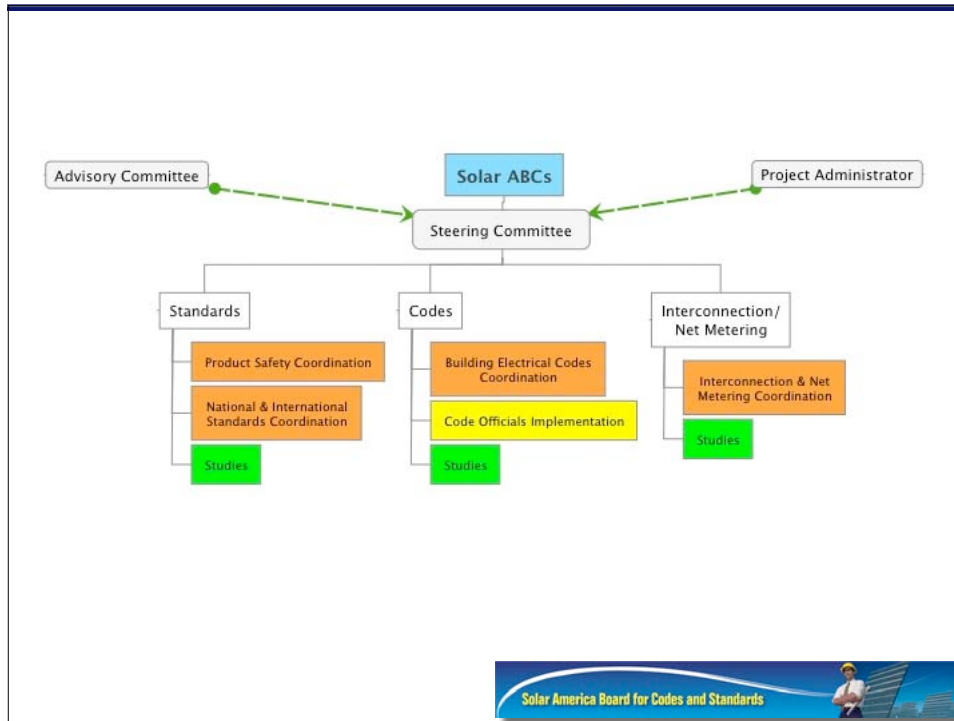 Advisory Committee
Solar ABCs
Project Administrator
Steering Committee
Standards
Product Safety Coordination
National & International
Standards Coordination
Studies
Codes
Building Electrical Codes
Coordination
Code Officials Implementation
Studies
Interconnection/
Net Metering
Interconnection & Net
Metering Coordination
Studies
Solar America Board for Codes and Standards